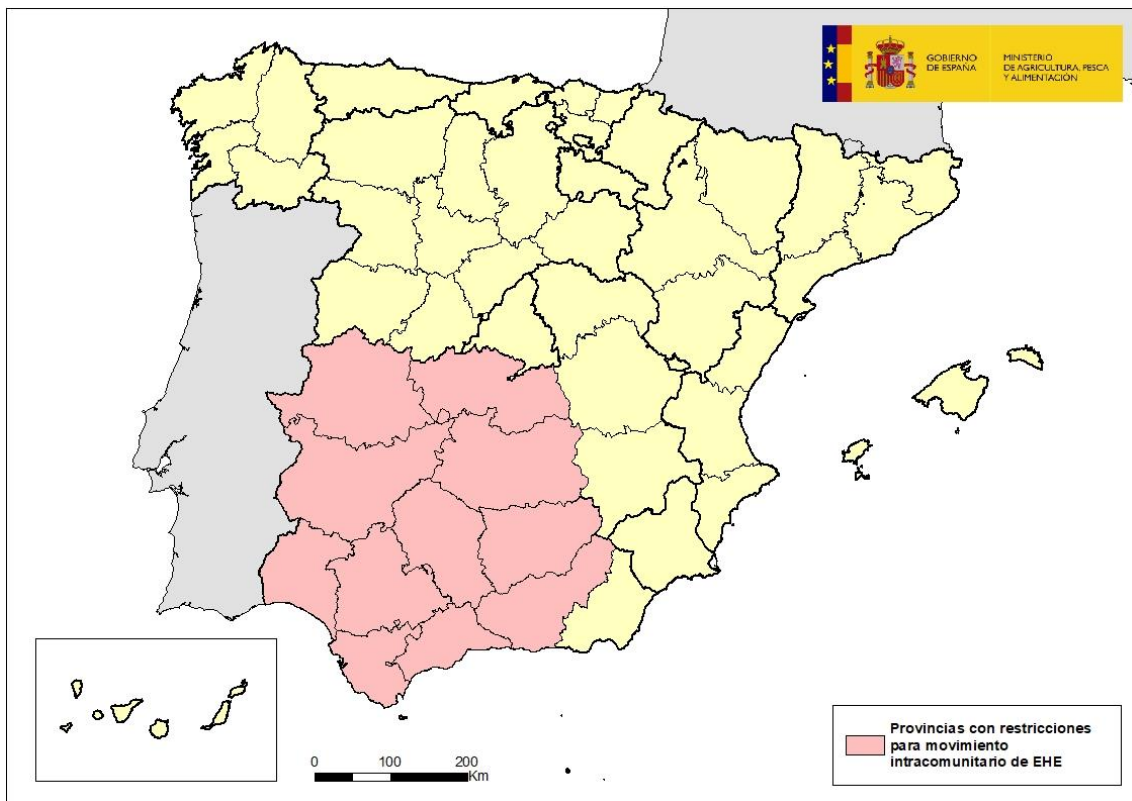 GOBIERNO
DE ESPAÑA
MINISTERIO
DE AGRICULTURA, PESCA
Y ALIMENTACIÓN
0 100 200
Km
Provincias con restricciones
para movimiento
intracomunitario de EHE